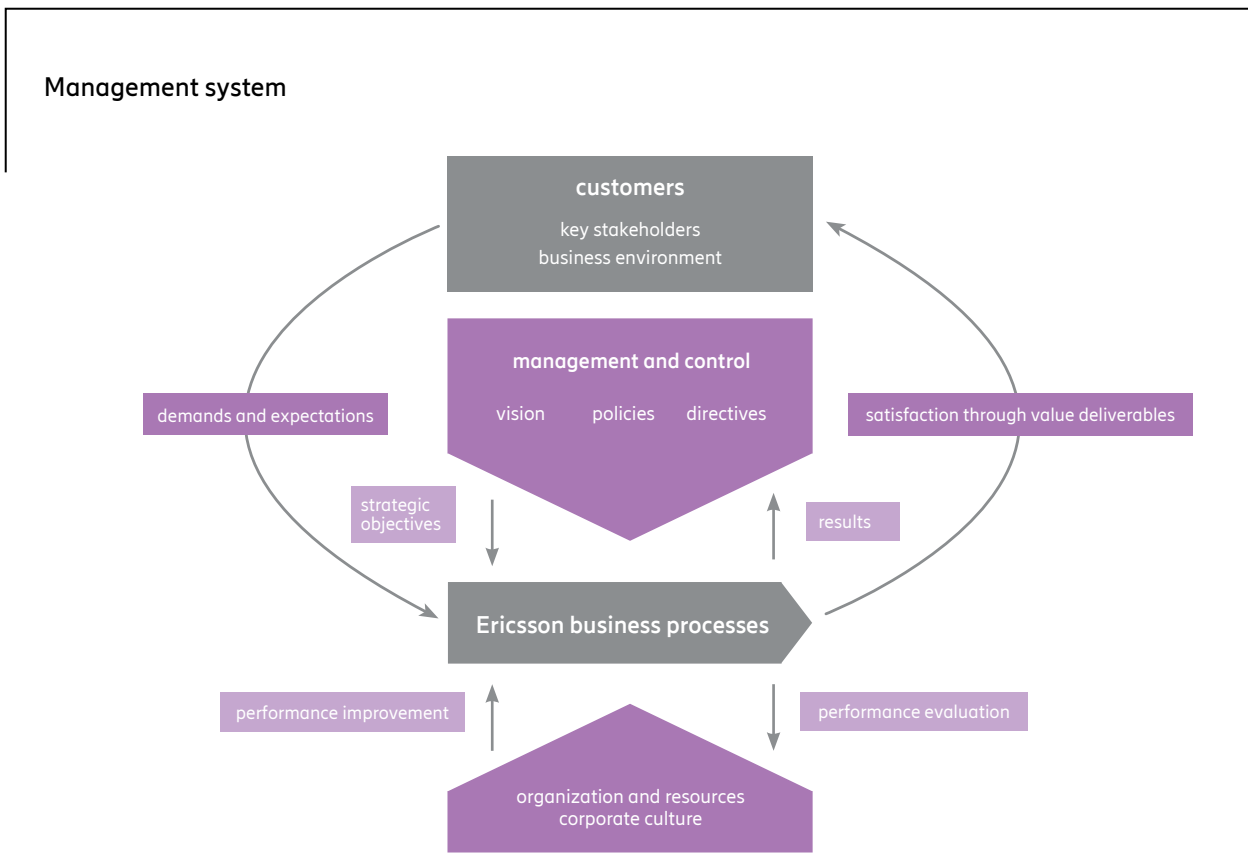 Management system
customers
key stakeholders
business environment
management and control
vision policies directives
demands and expectations
satisfaction through value deliverables
strategic
objectives
results
Ericsson business processes
performance improvement
performance evaluation
organization and resources
corporate culture